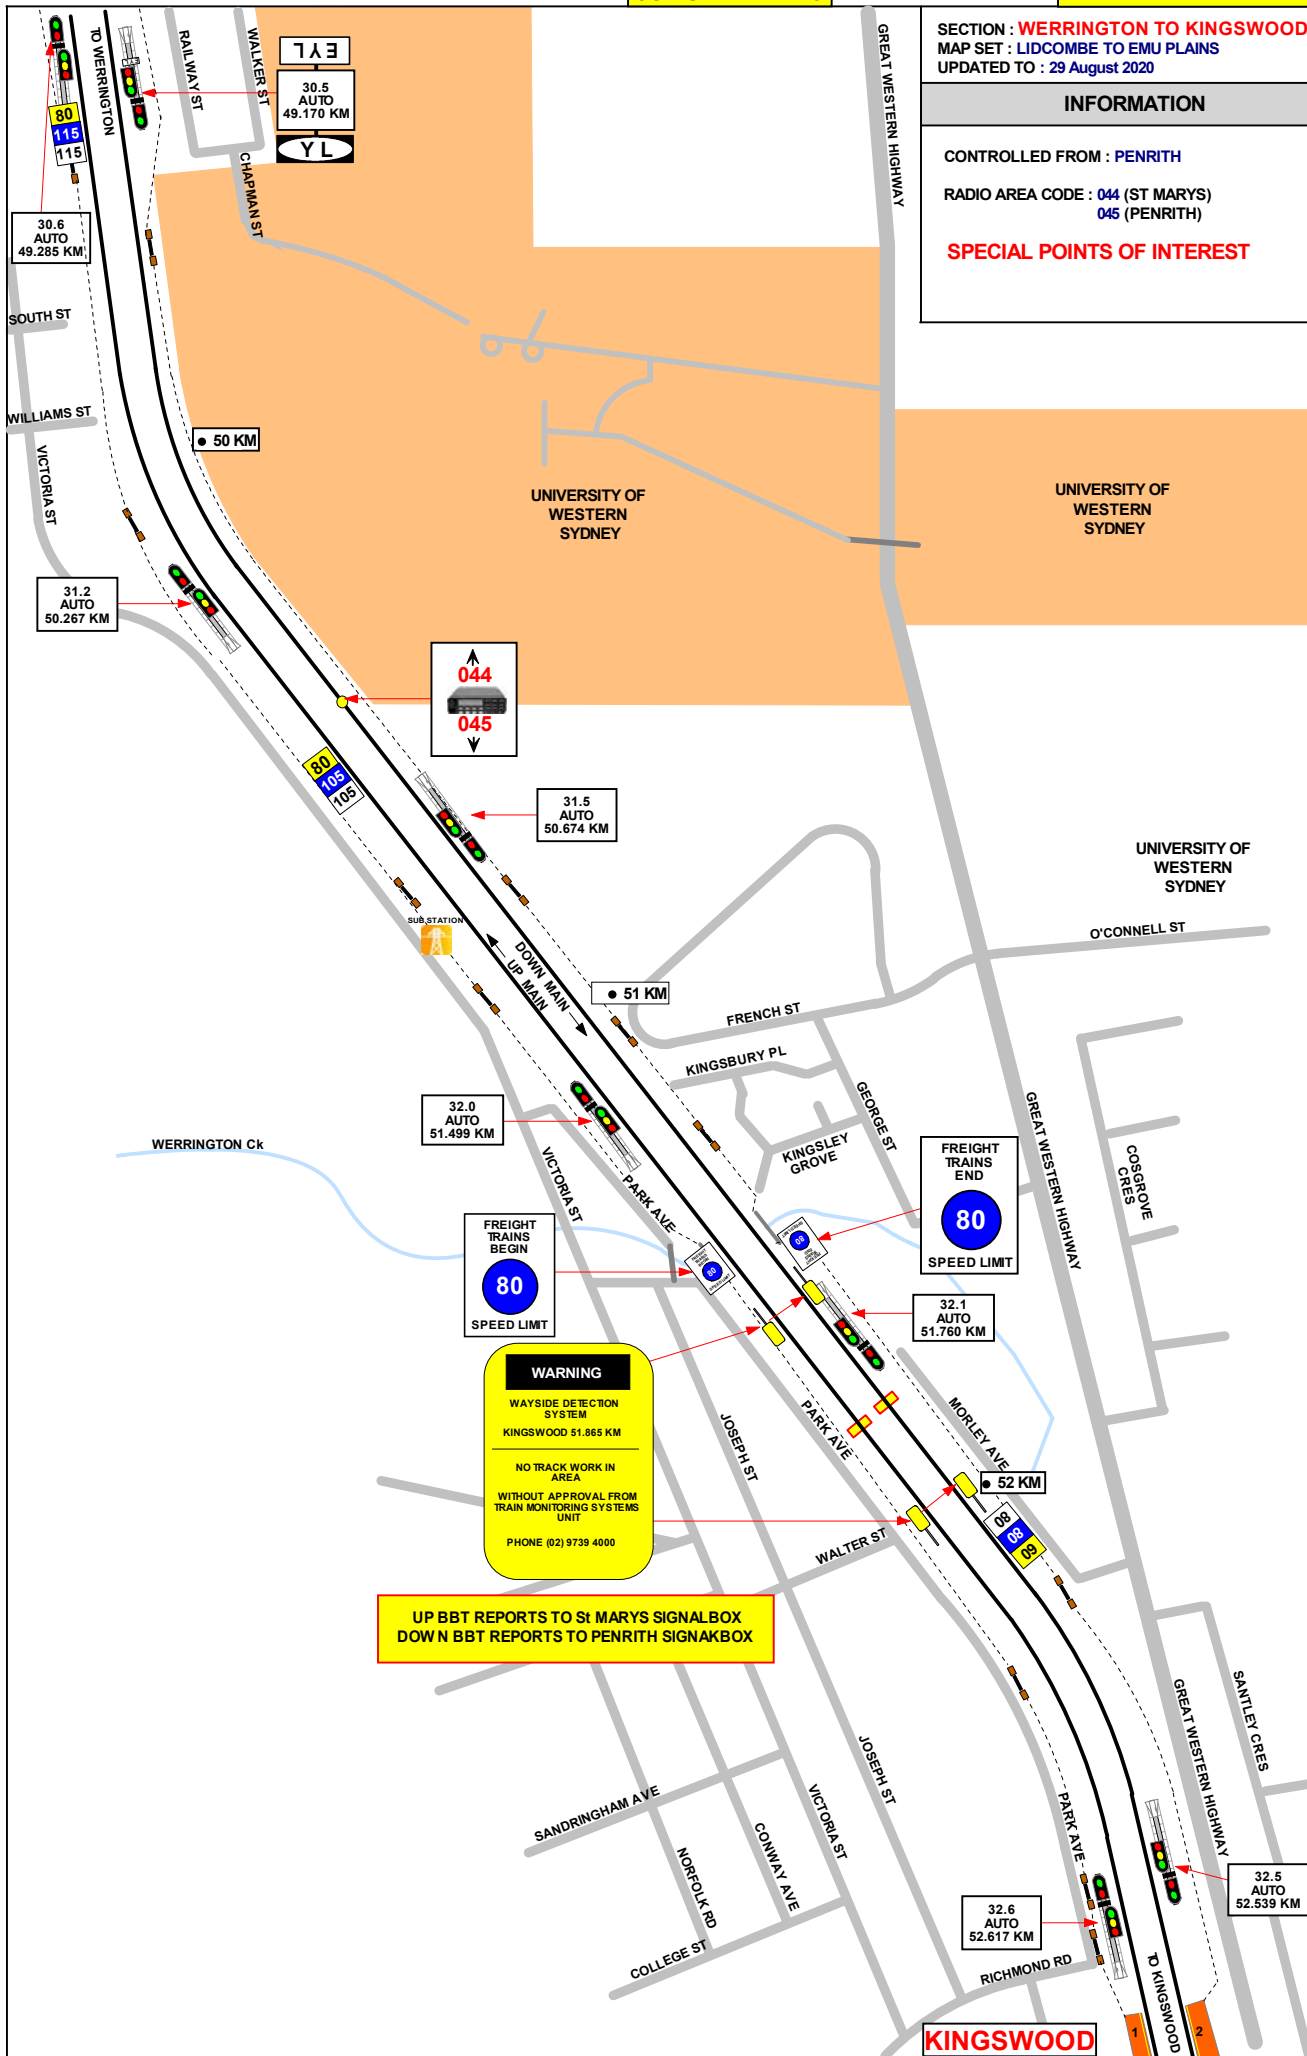 SECTION : WERRINGTON TO KINGSWOOD
MAP SET : LIDCOMBE TO EMU PLAINS
UPDATED TO : 29 August 2020
INFORMATION
CONTROLLED FROM : PENRITH
RADIO AREA CODE : 044 (ST MARYS)
045 (PENRITH)
SPECIAL POINTS OF INTEREST
TO WERRINGTON
RAILWAY ST
WALKER ST
EYL
30.5
AUTO
49.170 KM
YL
80
115
115
30.6
AUTO
49.285 KM
CHAPMAN ST
GREAT WESTERN HIGHWAY
SOUTH ST
WILLIAMS ST
VICTORIA ST
50 KM
UNIVERSITY OF
WESTERN
SYDNEY
UNIVERSITY OF
WESTERN
SYDNEY
31.2
AUTO
50.267 KM
044
045
80
105
105
31.5
AUTO
50.674 KM
UNIVERSITY OF
WESTERN
SYDNEY
SUB STATION
O'CONNELL ST
DOWN MAIN
UP MAIN
51 KM
FRENCH ST
KINGSBURY PL
GEORGE ST
KINGSLEY
GROVE
GREAT WESTERN HIGHWAY
COSGROVE
CRES
32.0
AUTO
51.499 KM
WERRINGTON Ck
VICTORIA ST
PARK AVE
FREIGHT
TRAINS
END
80
SPEED LIMIT
FREIGHT
TRAINS
BEGIN
80
SPEED LIMIT
80
SPEED LIMIT
80
32.1
AUTO
51.760 KM
WARNING
WAYSIDE DETECTION
SYSTEM
KINGSWOOD 51.865 KM
NO TRACK WORK IN
AREA
WITHOUT APPROVAL FROM
TRAIN MONITORING SYSTEMS
UNIT
PHONE (02) 9739 4000
JOSEPH ST
PARK AVE
MORLEY AVE
52 KM
80
80
60
WALTER ST
UP BBT REPORTS TO St MARYS SIGNALBOX
DOWN BBT REPORTS TO PENRITH SIGNAKBOX
GREAT WESTERN HIGHWAY
SANTLEY CRES
JOSEPH ST
SANDRINGHAM AVE
VICTORIA ST
CONWAY AVE
NORFOLK RD
PARK AVE
32.5
AUTO
52.539 KM
32.6
AUTO
52.617 KM
COLLEGE ST
RICHMOND RD
TO KINGSWOOD
KINGSWOOD
1
2